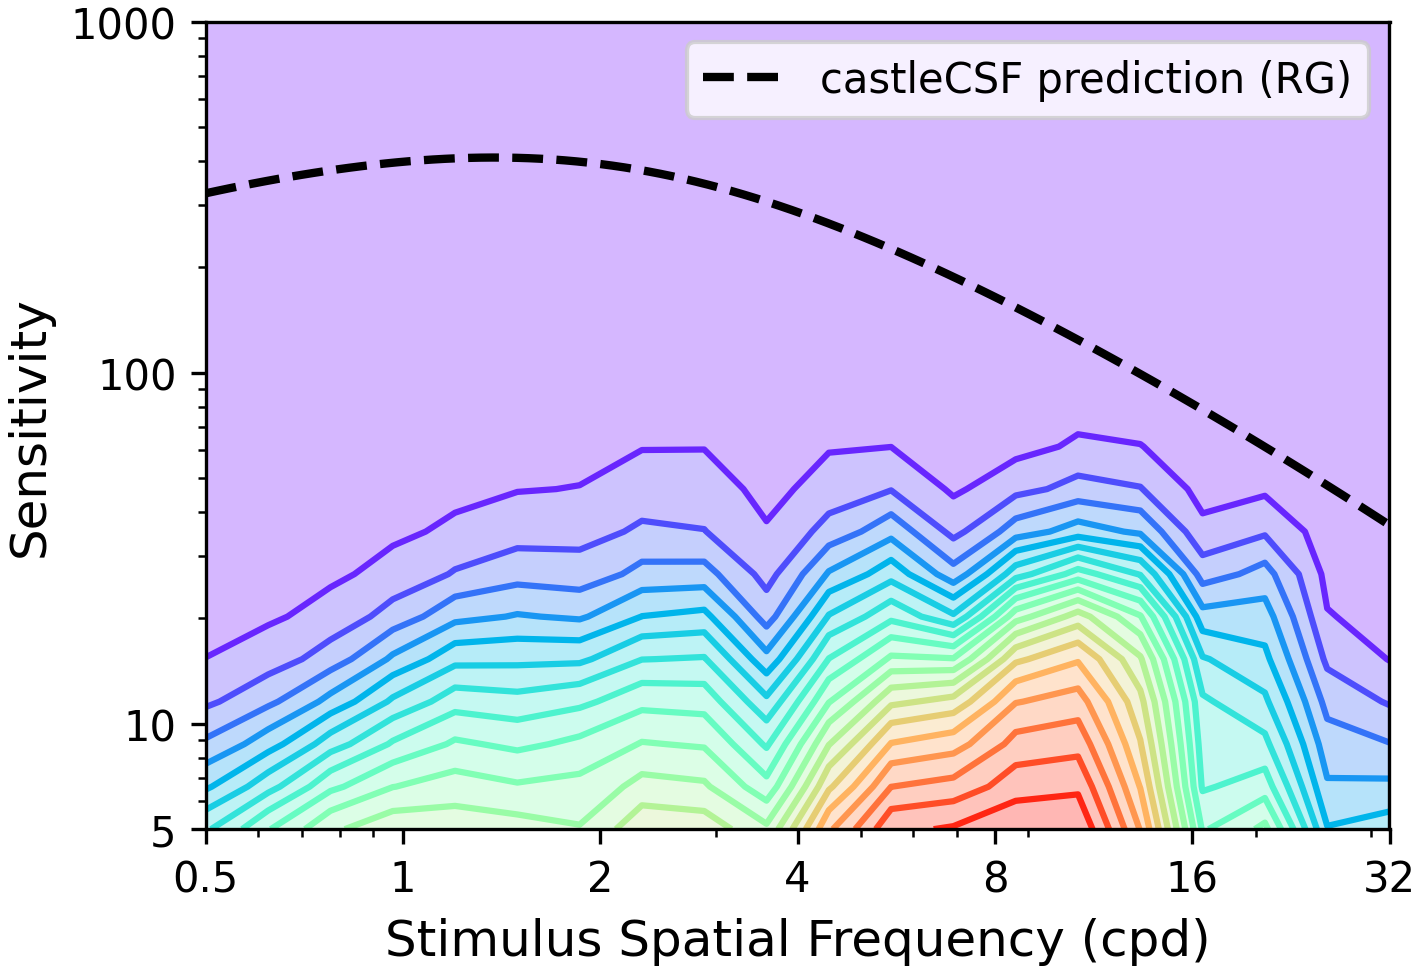 1000
castleCSF prediction (RG)
100
Sensitivity
10
5
0.5 1 2 4 8 16 32
Stimulus Spatial Frequency (cpd)